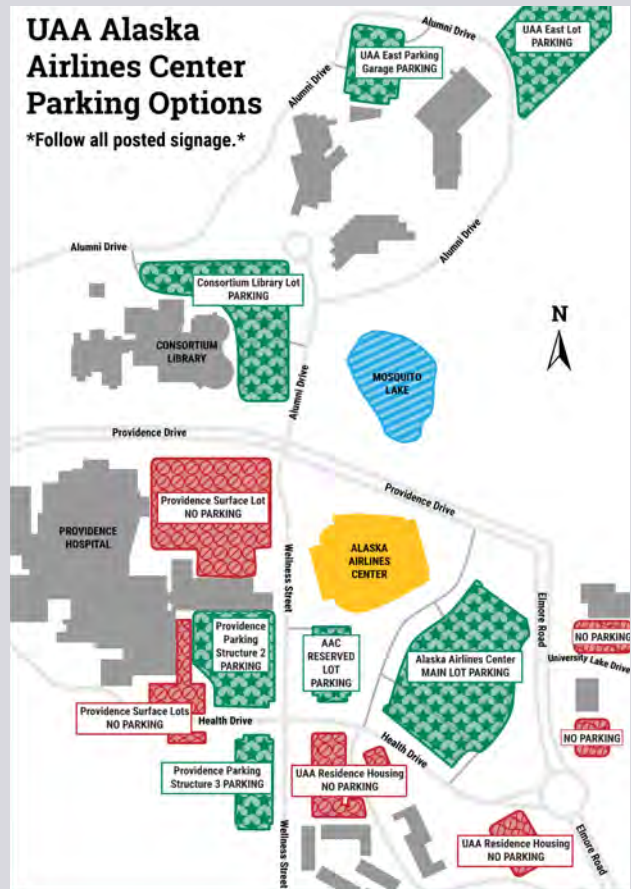 UAA Alaska
Airlines Center
Parking Options
*Follow all posted signage.*
Alumni Drive
UAA East Lot
PARKING
UAA East Parking
Garage PARKING
Alumni Drive
Alumni Drive
Alumni Drive
Consortium Library Lot
PARKING
N
CONSORTIUM
LIBRARY
MOSQUITO
LAKE
Alumni Drive
Providence Drive
Providence Surface Lot
NO PARKING
Providence Drive
PROVIDENCE
HOSPITAL
ALASKA
AIRLINES
CENTER
Wellness Street
Elmore Road
Providence
Parking
Structure 2
PARKING
AAC
RESERVED
LOT
PARKING
NO PARKING
Alaska Airlines Center
MAIN LOT PARKING
University Lake Drive
Providence Surface Lots
NO PARKING
Health Drive
NO PARKING
Health Drive
Providence Parking
Structure 3 PARKING
UAA Residence Housing
NO PARKING
Wellness Street
UAA Residence Housing
NO PARKING
Elmore Road